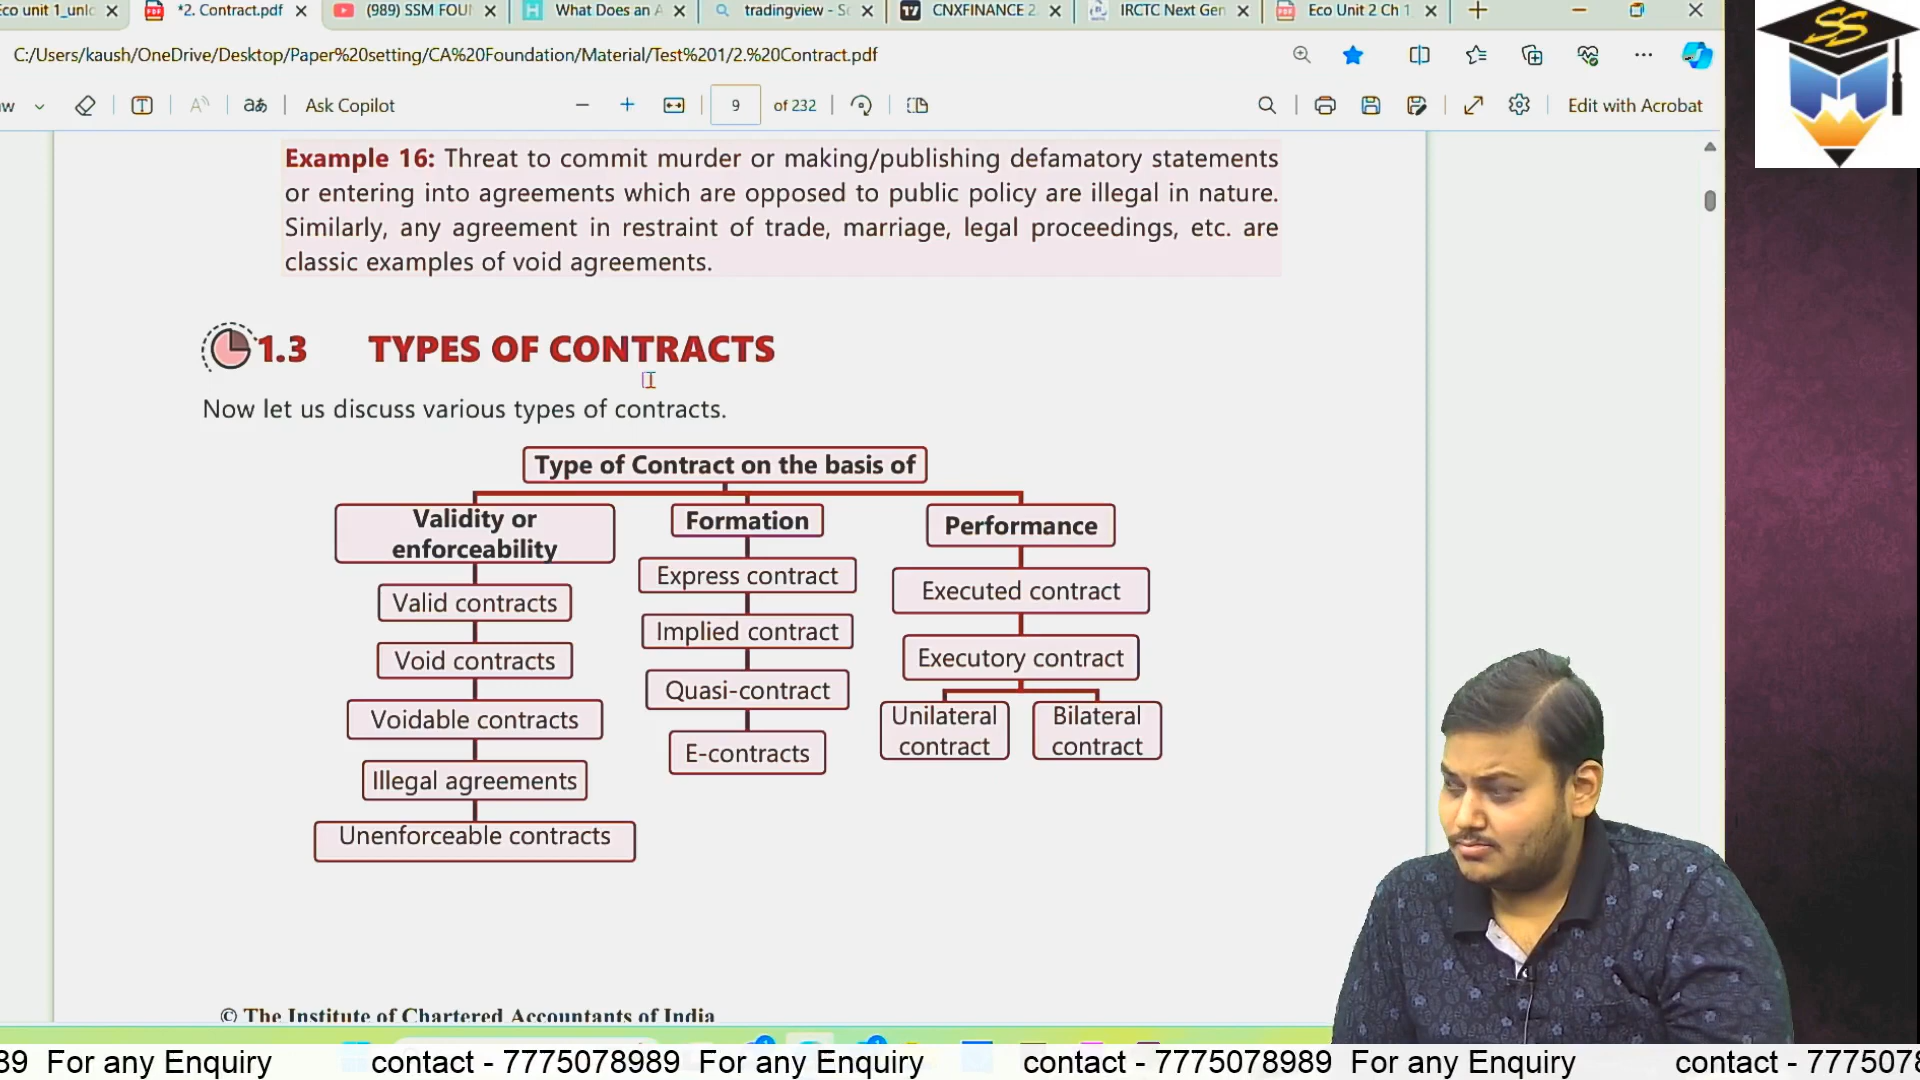 Eco unit 1_unlo
*2. Contract.pdf
(989) SSM FOUN
What Does an A
tradingview - Se
CNXFINANCE 2
IRCTC Next Gen
Eco Unit 2 Ch 1
C:/Users/kaush/OneDrive/Desktop/Paper%20setting/CA%20Foundation/Material/Test%201/2.%20Contract.pdf
Ask Copilot
9 of 232
Edit with Acrobat
SS
Example 16: Threat to commit murder or making/publishing defamatory statements
or entering into agreements which are opposed to public policy are illegal in nature.
Similarly, any agreement in restraint of trade, marriage, legal proceedings, etc. are
classic examples of void agreements.
1.3 TYPES OF CONTRACTS
Now let us discuss various types of contracts.
Type of Contract on the basis of
Validity or
enforceability
Valid contracts
Void contracts
Voidable contracts
Illegal agreements
Unenforceable contracts
Formation
Express contract
Implied contract
Quasi-contract
E-contracts
Performance
Executed contract
Executory contract
Unilateral
contract
Bilateral
contract
© The Institute of Chartered Accountants of India
89 For any Enquiry contact - 7775078989 For any Enquiry contact - 7775078989 For any Enquiry contact - 7775078